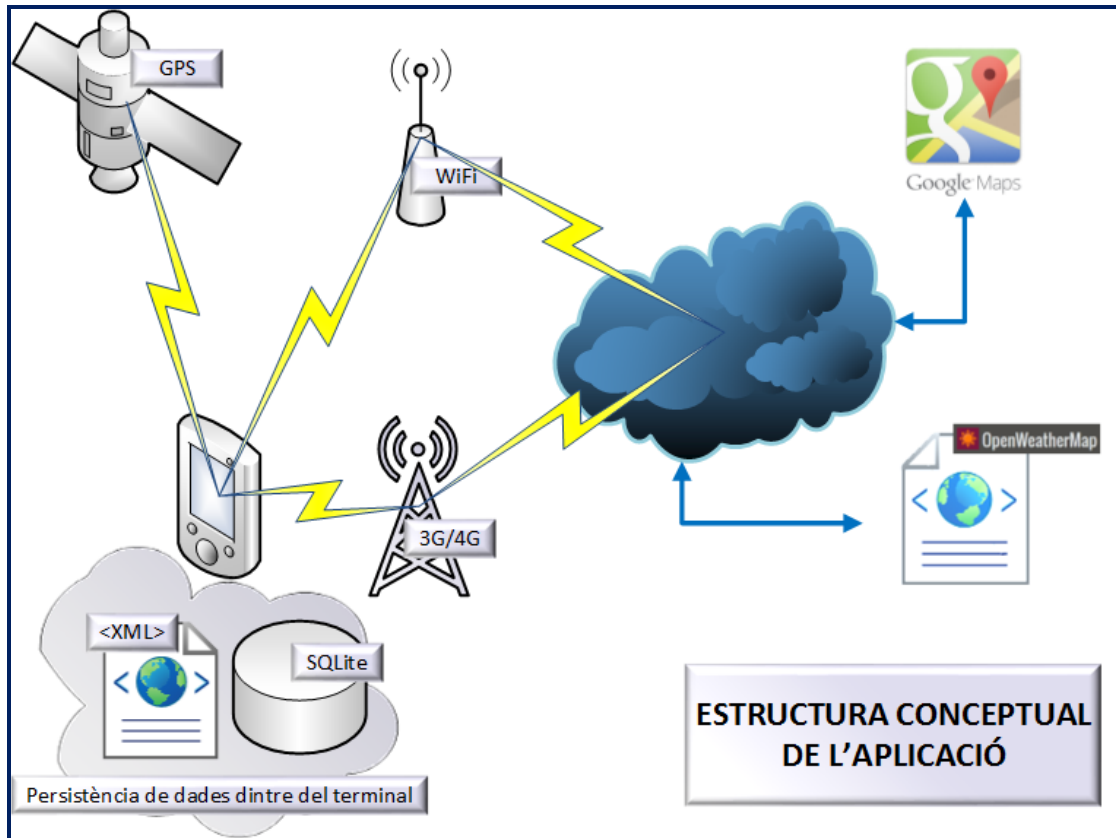 GPS
WiFi
Google Maps
OpenWeatherMap
3G/4G
<XML>
SQLite
Persistència de dades dintre del terminal
ESTRUCTURA CONCEPTUAL
DE L'APLICACIÓ